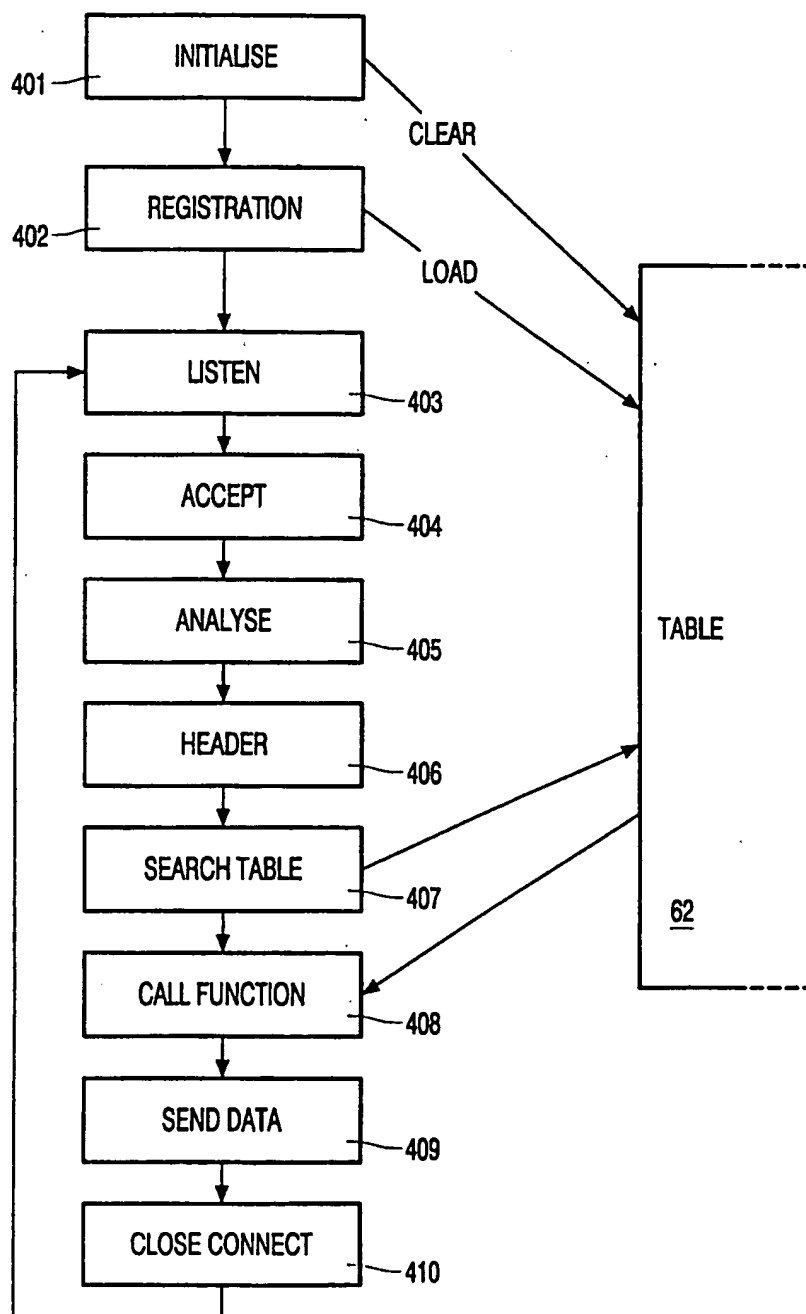 INITIALISE
401
CLEAR
REGISTRATION
402
LOAD
LISTEN
403
ACCEPT
404
ANALYSE
405
TABLE
HEADER
406
SEARCH TABLE
407
62
CALL FUNCTION
408
SEND DATA
409
CLOSE CONNECT
410